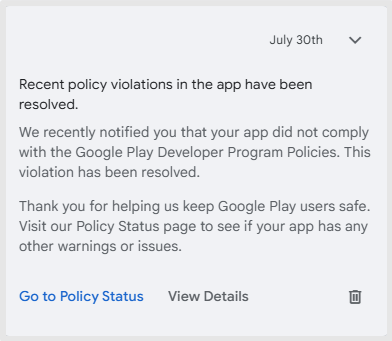 July 30th
Recent policy violations in the app have been
resolved.
We recently notified you that your app did not comply
with the Google Play Developer Program Policies. This
violation has been resolved.
Thank you for helping us keep Google Play users safe.
Visit our Policy Status page to see if your app has any
other warnings or issues.
Go to Policy Status View Details